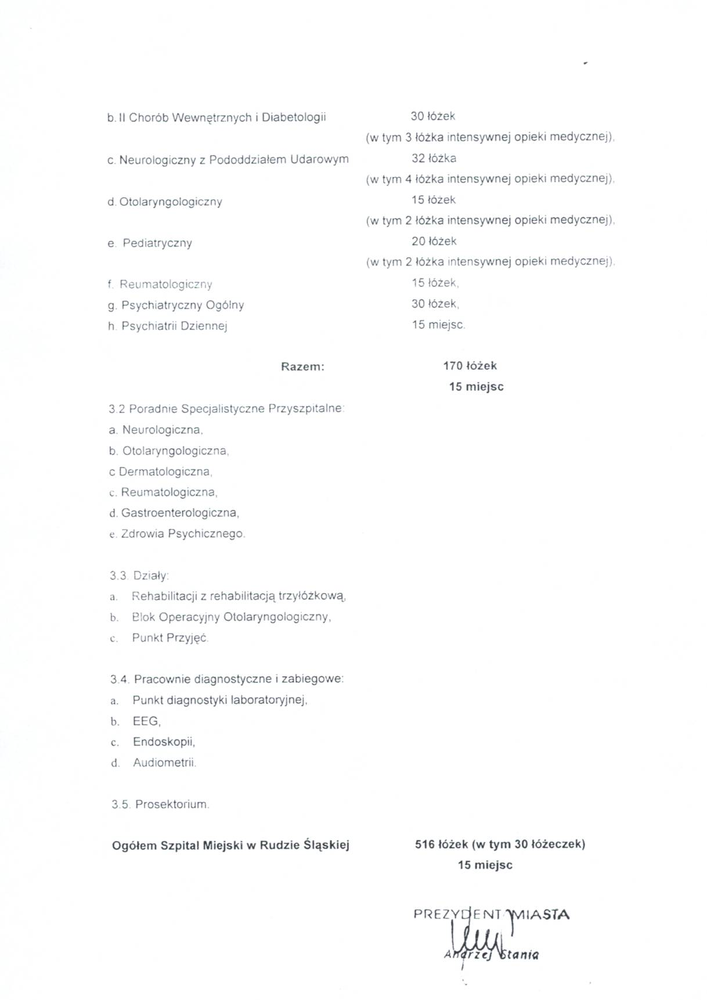 b. II Chorób Wewnętrznych i Diabetologii 30 łóżek
(w tym 3 łóżka intensywnej opieki medycznej),
c. Neurologiczny z Pododdziałem Udarowym 32 łóżka
(w tym 4 łóżka intensywnej opieki medycznej),
d. Otolaryngologiczny 15 łóżek
(w tym 2 łóżka intensywnej opieki medycznej),
e. Pediatryczny 20 łóżek
(w tym 2 łóżka intensywnej opieki medycznej).
f. Reumatologiczny 15 łóżek,
g. Psychiatryczny Ogólny 30 łóżek,
h. Psychiatrii Dziennej 15 miejsc.
Razem: 170 łóżek
15 miejsc
3.2 Poradnie Specjalistyczne Przyszpitalne:
a. Neurologiczna,
b. Otolaryngologiczna,
c Dermatologiczna,
c. Reumatologiczna,
d. Gastroenterologiczna,
e. Zdrowia Psychicznego.
3.3. Działy:
a. Rehabilitacji z rehabilitacją trzyłóżkową,
b. Blok Operacyjny Otolaryngologiczny,
c. Punkt Przyjęć.
3.4. Pracownie diagnostyczne i zabiegowe:
a. Punkt diagnostyki laboratoryjnej,
b. EEG,
c. Endoskopii,
d. Audiometrii.
3.5. Prosektorium.
Ogółem Szpital Miejski w Rudzie Śląskiej 516 łóżek (w tym 30 łóżeczek)
15 miejsc
PREZYDENT MIASTA
Andrzej Stania